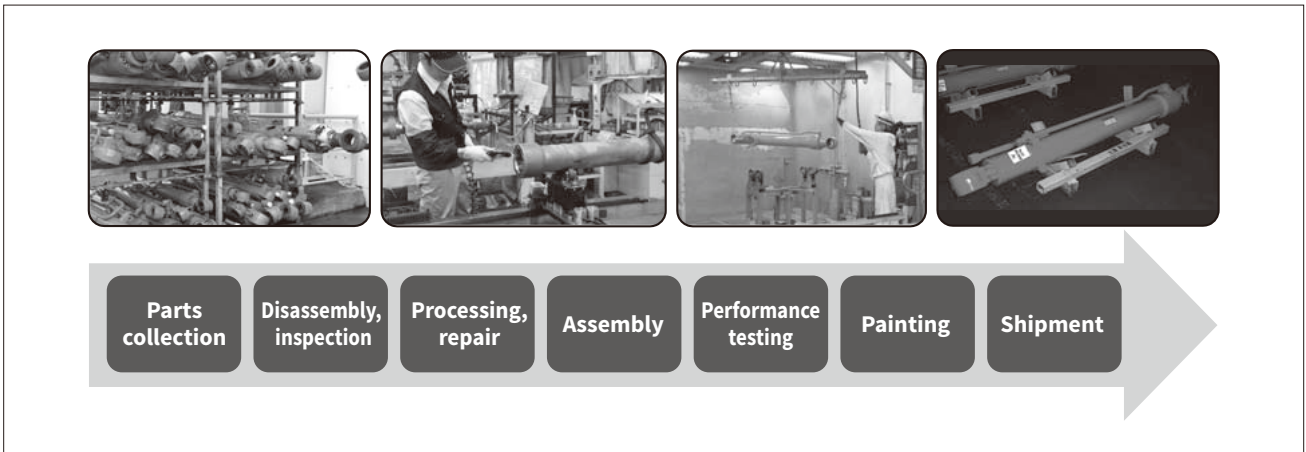 Parts
collection
Disassembly,
inspection
Processing,
repair
Assembly
Performance
testing
Painting
Shipment